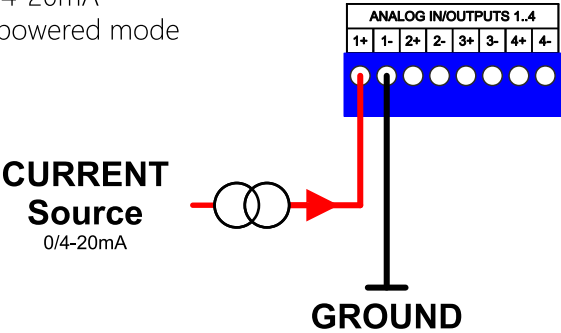 4-20mA
powered mode
ANALOG IN/OUTPUTS 1..4
1+ 1- 2+ 2- 3+ 3- 4+ 4-
CURRENT
Source
0/4-20mA
GROUND